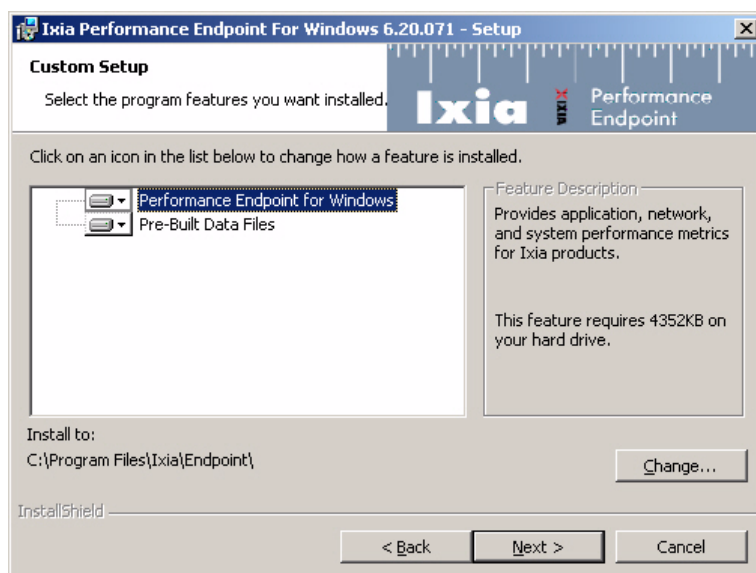 Ixia Performance Endpoint For Windows 6.20.071 - Setup
Custom Setup
Select the program features you want installed.
Ixia IXIA Performance
Endpoint
Click on an icon in the list below to change how a feature is installed.
Performance Endpoint for Windows
Pre-Built Data Files
Feature Description
Provides application, network,
and system performance metrics
for Ixia products.
This feature requires 4352KB on
your hard drive.
Install to:
C:\Program Files\Ixia\Endpoint\
Change...
InstallShield
< Back Next > Cancel